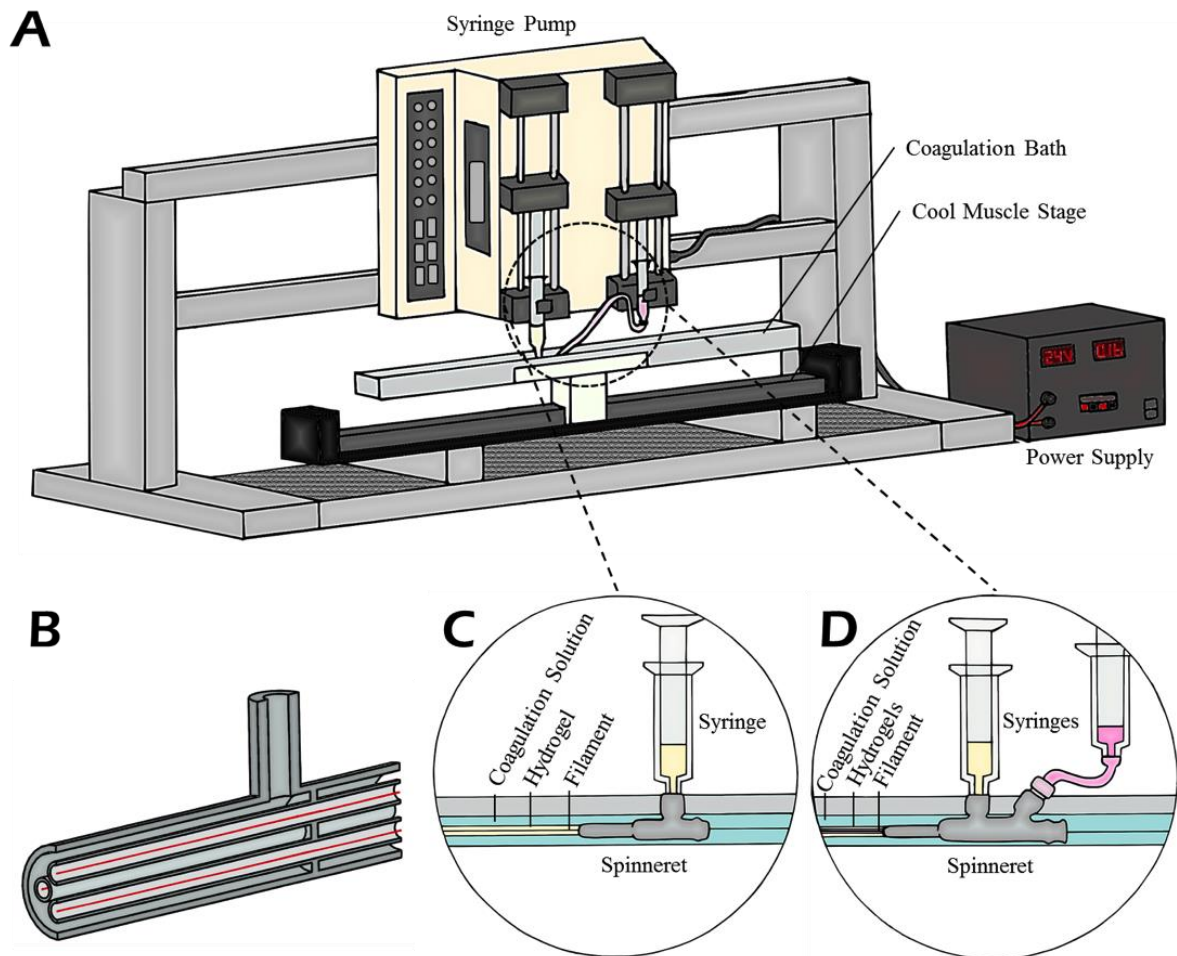 A
Syringe Pump
Coagulation Bath
Cool Muscle Stage
24V
Power Supply
B
C
Coagulation Solution
Hydrogel
Filament
Syringe
Spinneret
D
Coagulation Solution
Hydrogels
Filament
Syringes
Spinneret